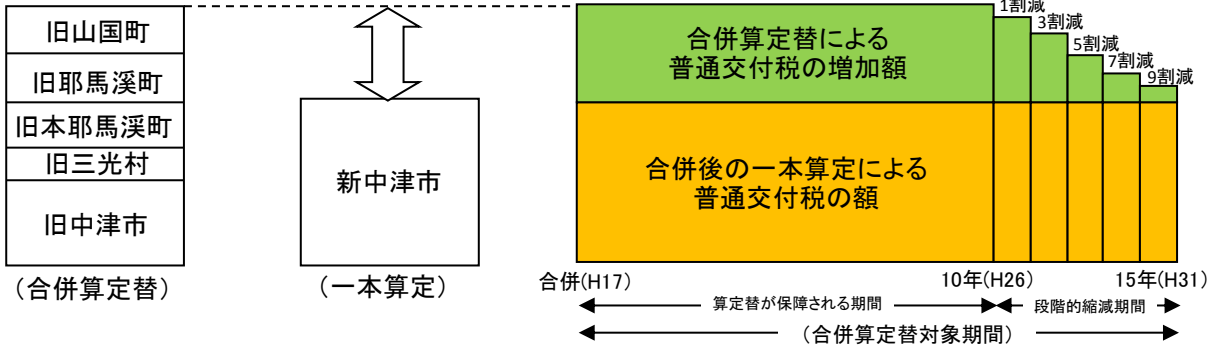 旧山国町
旧耶馬溪町
旧本耶馬溪町
旧三光村
旧中津市
(合併算定替)
新中津市
(一本算定)
合併算定替による
普通交付税の増加額
1割減
3割減
5割減
7割減
9割減
合併後の一本算定による
普通交付税の額
合併(H17)
10年(H26)
15年(H31)
算定替が保障される期間
段階的縮減期間
(合併算定替対象期間)